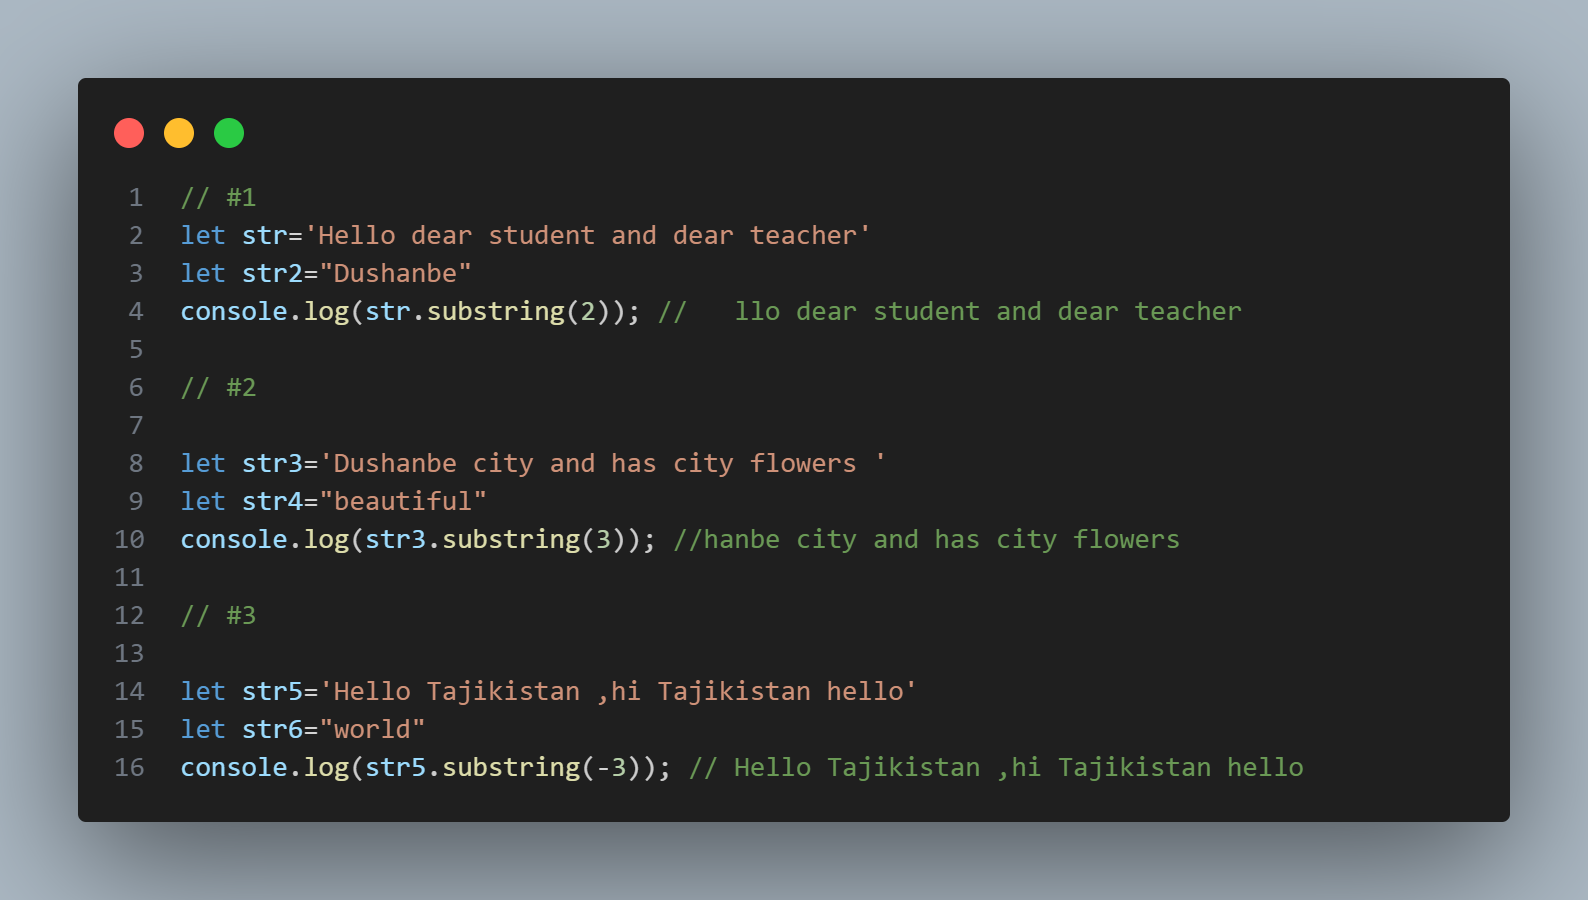 1 // #1
2 let str='Hello dear student and dear teacher'
3 let str2="Dushanbe"
4 console.log(str.substring(2)); //   llo dear student and dear teacher
5
6 // #2
7
8 let str3='Dushanbe city and has city flowers '
9 let str4="beautiful"
10 console.log(str3.substring(3)); //hanbe city and has city flowers
11
12 // #3
13
14 let str5='Hello Tajikistan ,hi Tajikistan hello'
15 let str6="world"
16 console.log(str5.substring(-3)); // Hello Tajikistan ,hi Tajikistan hello